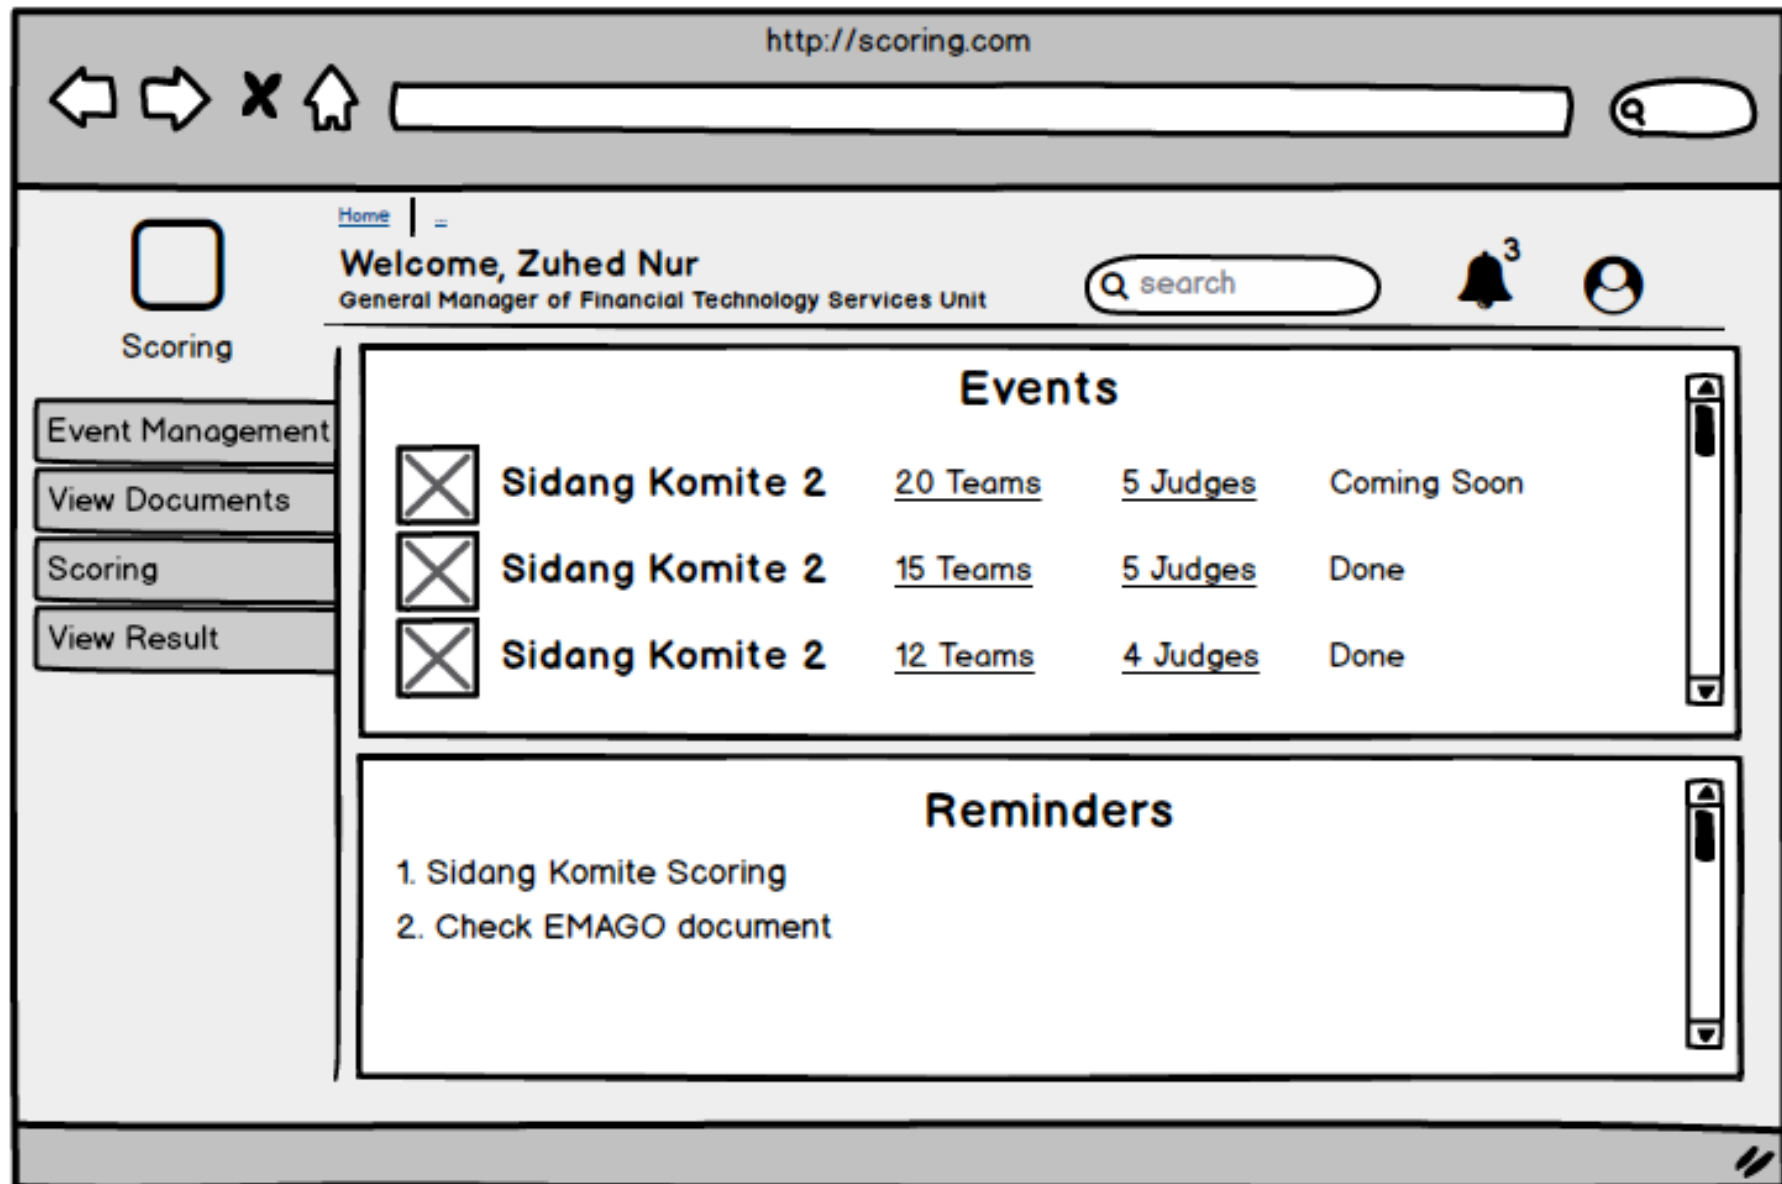 http://scoring.com
Home
...
Welcome, Zuhed Nur
General Manager of Financial Technology Services Unit
search
3
Scoring
Event Management
View Documents
Scoring
View Result
Events
Sidang Komite 2 20 Teams 5 Judges Coming Soon
Sidang Komite 2 15 Teams 5 Judges Done
Sidang Komite 2 12 Teams 4 Judges Done
Reminders
1. Sidang Komite Scoring
2. Check EMAGO document